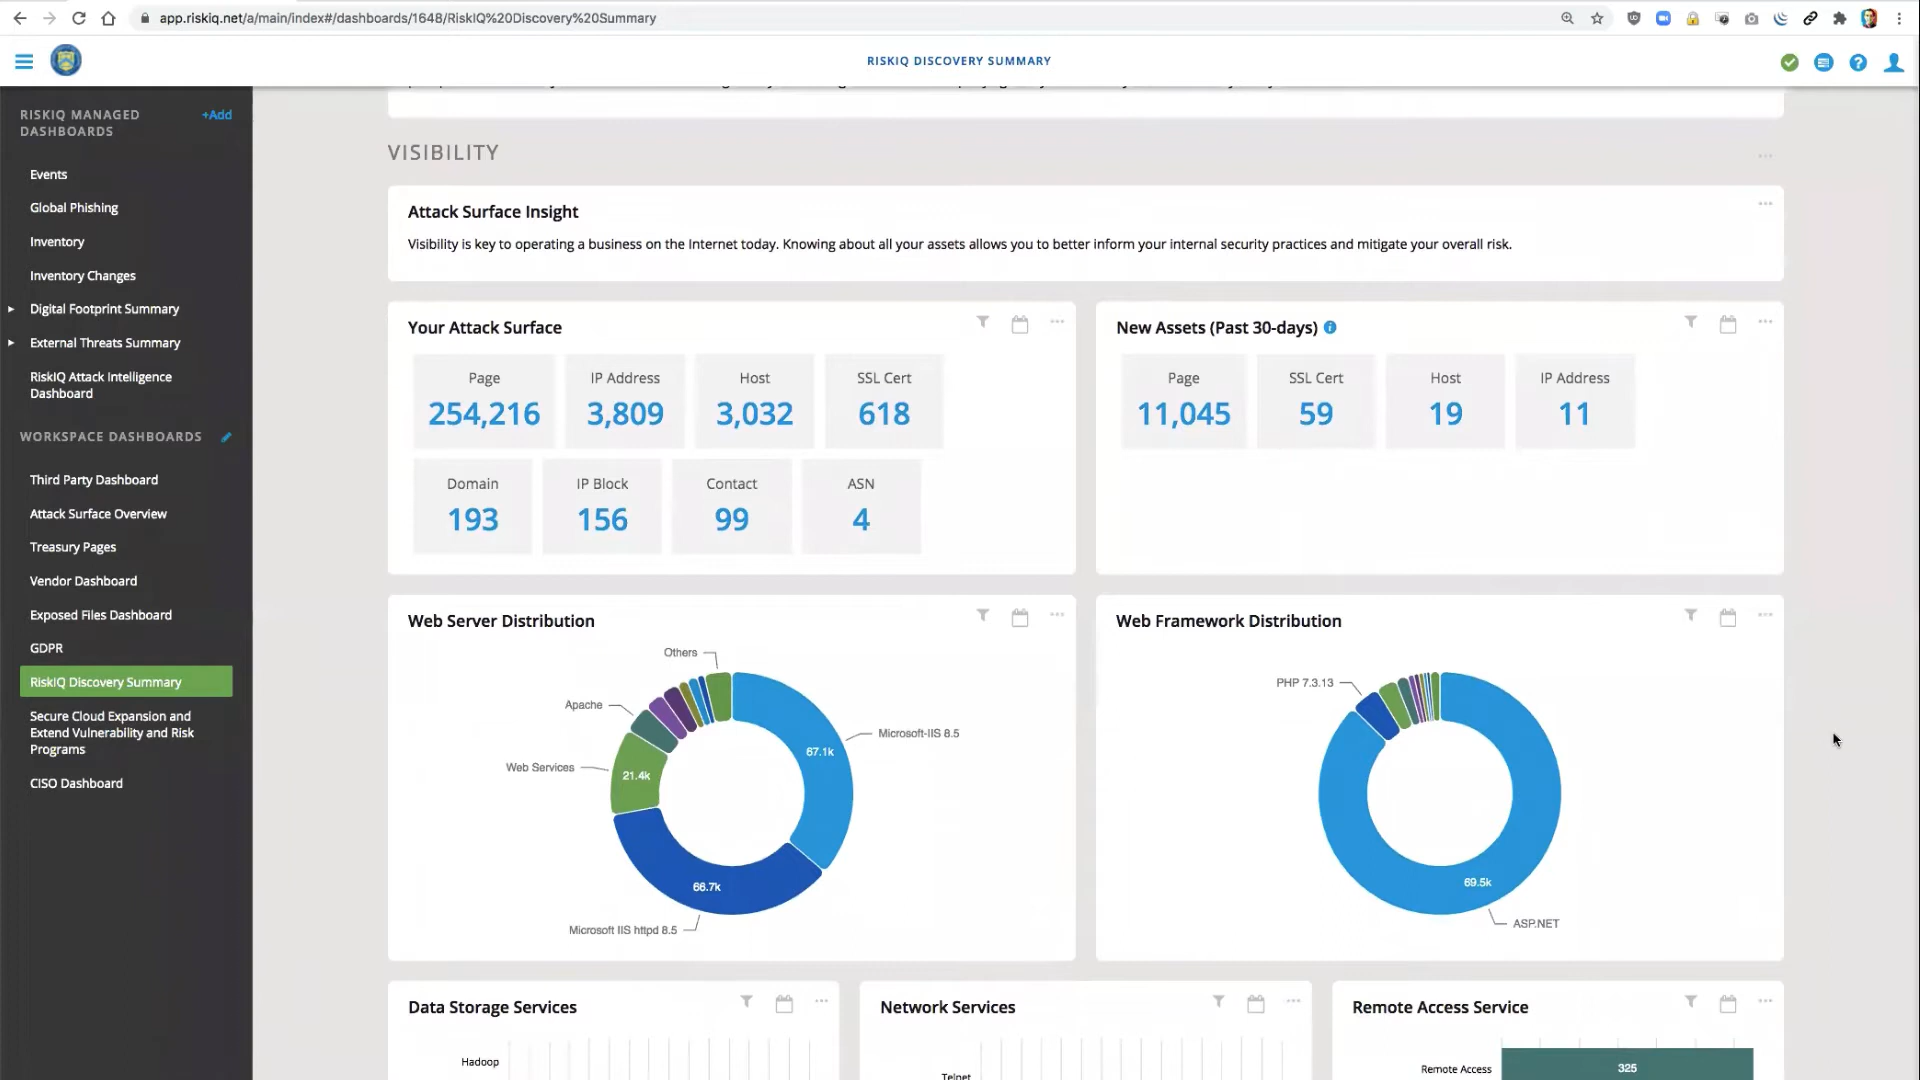 app.riskiq.net/a/main/index#/dashboards/1648/RiskIQ%20Discovery%20Summary
RISKIQ DISCOVERY SUMMARY
RISKIQ MANAGED
DASHBOARDS
+Add
Events
Global Phishing
Inventory
Inventory Changes
Digital Footprint Summary
External Threats Summary
RiskIQ Attack Intelligence
Dashboard
WORKSPACE DASHBOARDS
Third Party Dashboard
Attack Surface Overview
Treasury Pages
Vendor Dashboard
Exposed Files Dashboard
GDPR
RiskIQ Discovery Summary
Secure Cloud Expansion and
Extend Vulnerability and Risk
Programs
CISO Dashboard
VISIBILITY
Attack Surface Insight
Visibility is key to operating a business on the Internet today. Knowing about all your assets allows you to better inform your internal security practices and mitigate your overall risk.
Your Attack Surface
Page
254,216
IP Address
3,809
Host
3,032
SSL Cert
618
Domain
193
IP Block
156
Contact
99
ASN
4
New Assets (Past 30-days)
Page
11,045
SSL Cert
59
Host
19
IP Address
11
Web Server Distribution
Others
Apache
Web Services
21.4k
Microsoft-IIS 8.5
67.1k
66.7k
Microsoft IIS httpd 8.5
Web Framework Distribution
PHP 7.3.13
69.5k
ASP.NET
Data Storage Services
Hadoop
Network Services
Telnet
Remote Access Service
Remote Access
325